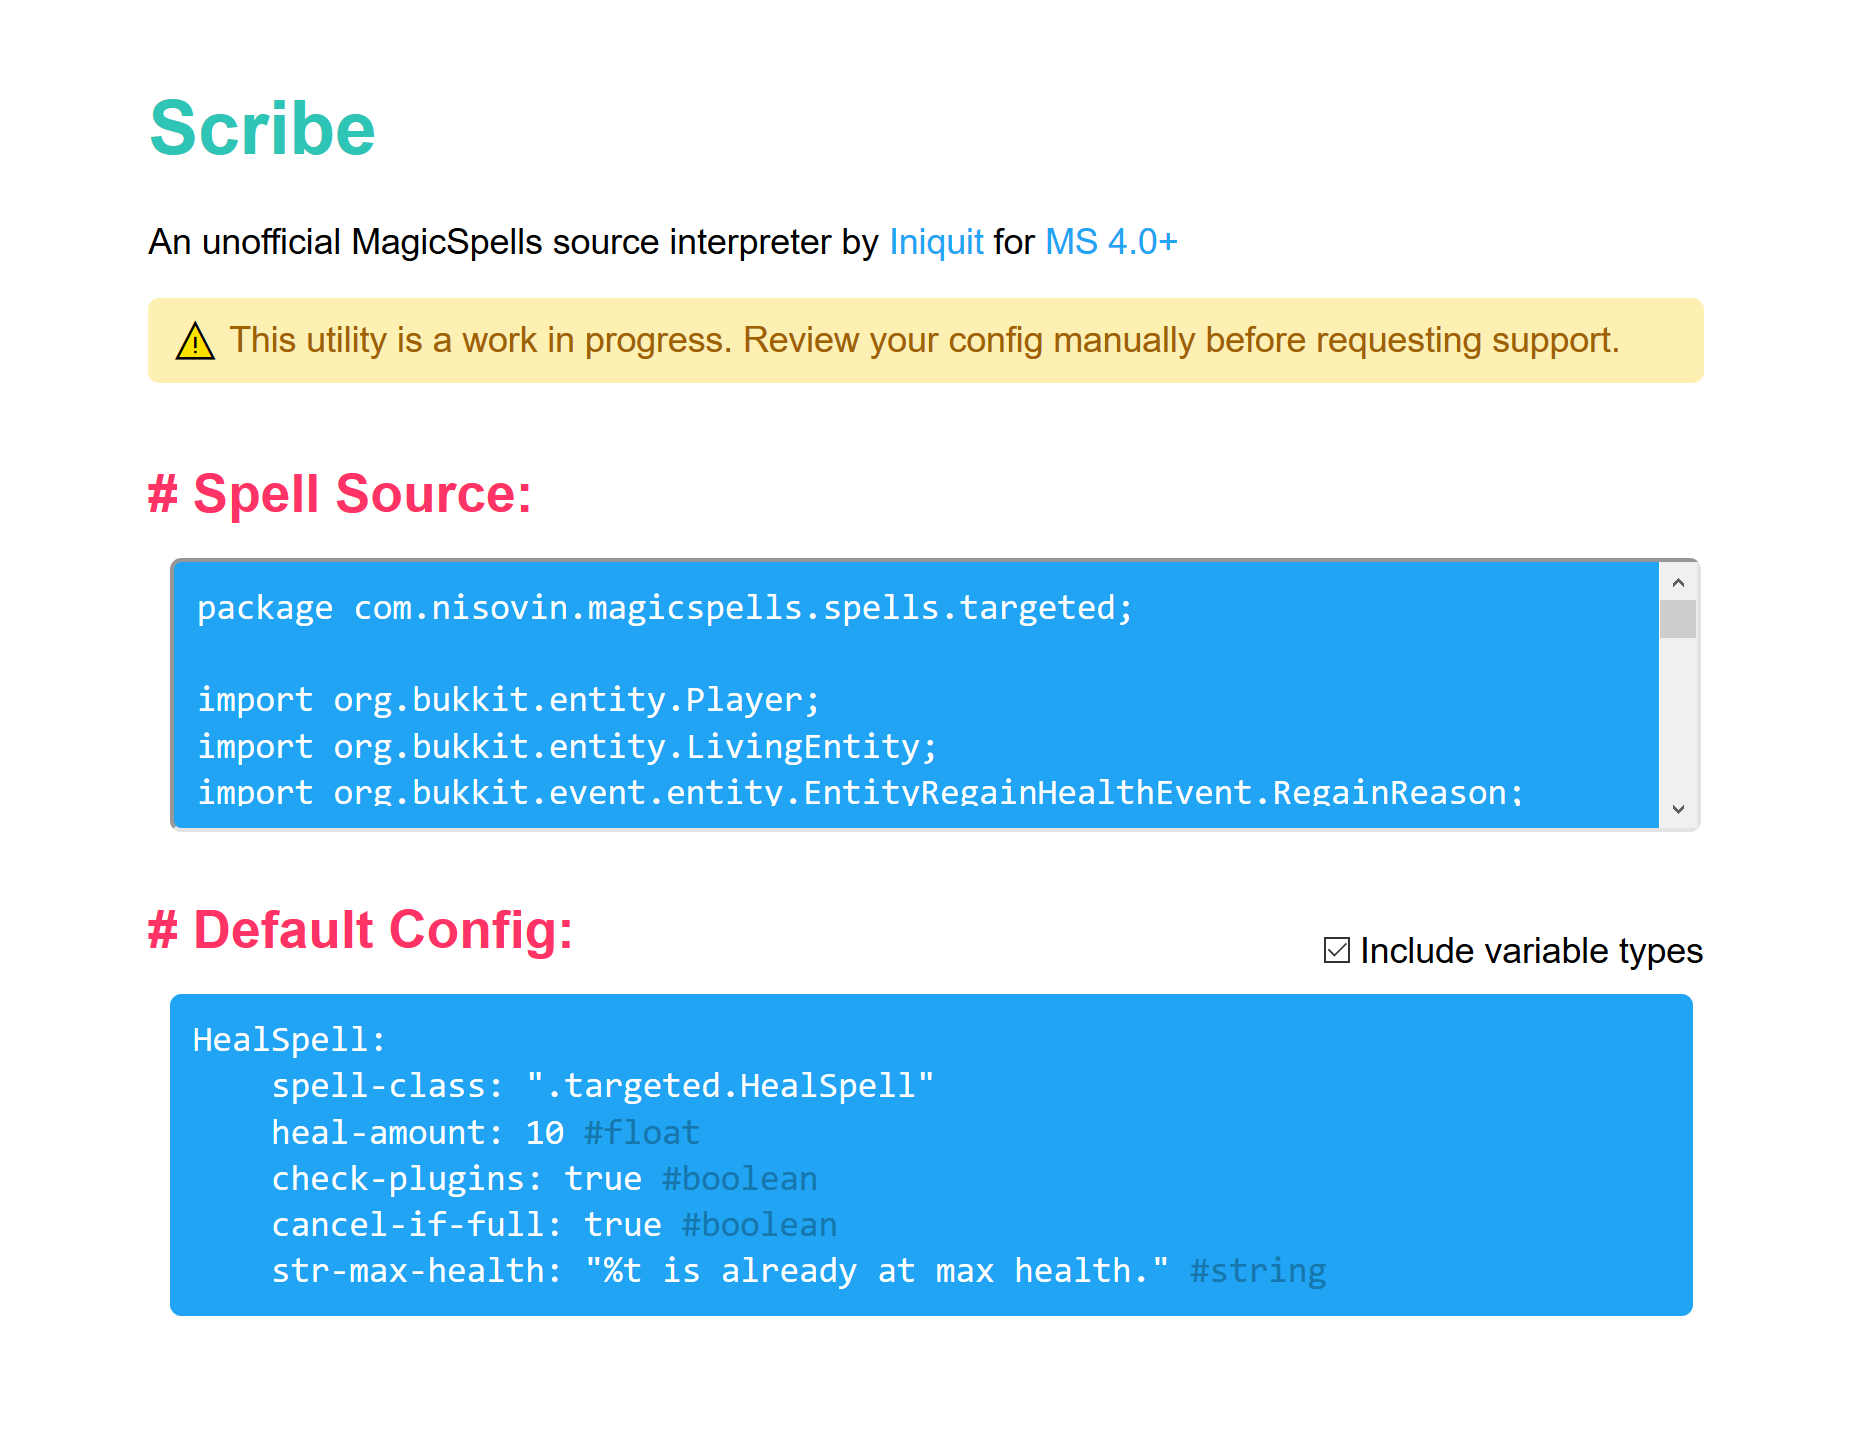 Scribe
An unofficial MagicSpells source interpreter by Iniquit for MS 4.0+
This utility is a work in progress. Review your config manually before requesting support.
# Spell Source:
package com.nisovin.magicspells.spells.targeted;
import org.bukkit.entity.Player;
import org.bukkit.entity.LivingEntity;
import org.bukkit.event.entity.EntityRegainHealthEvent.RegainReason;
# Default Config:
Include variable types
HealSpell:
spell-class: ".targeted.HealSpell"
heal-amount: 10 #float
check-plugins: true #boolean
cancel-if-full: true #boolean
str-max-health: "%t is already at max health." #string